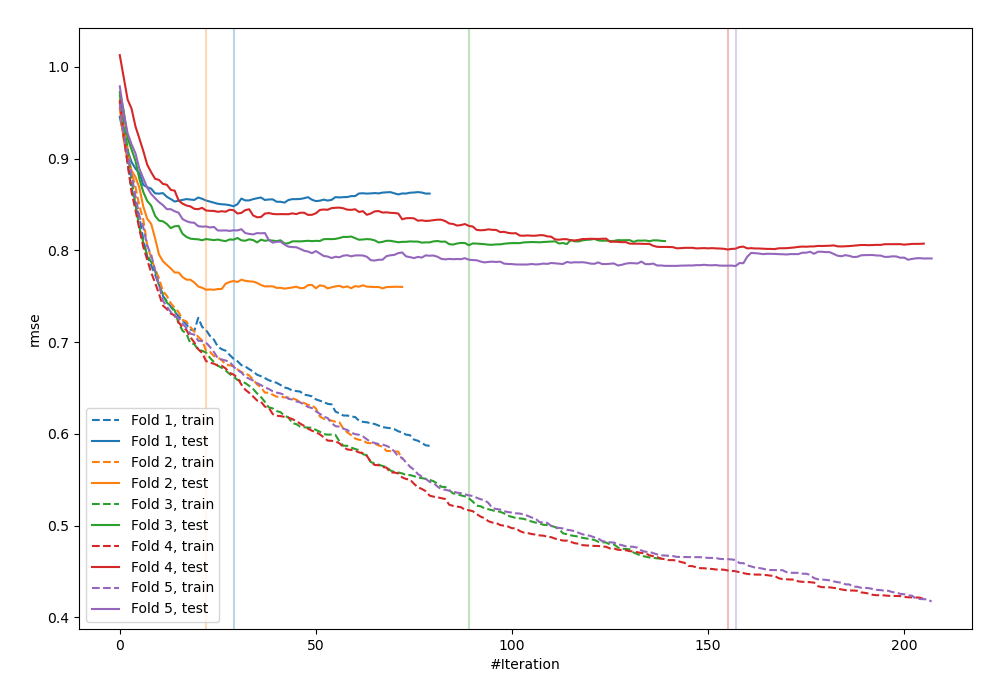 1.0
0.9
0.8
0.7
0.6
0.5
0.4
rmse
Fold 1, train
Fold 1, test
Fold 2, train
Fold 2, test
Fold 3, train
Fold 3, test
Fold 4, train
Fold 4, test
Fold 5, train
Fold 5, test
0 50 100 150 200
#Iteration